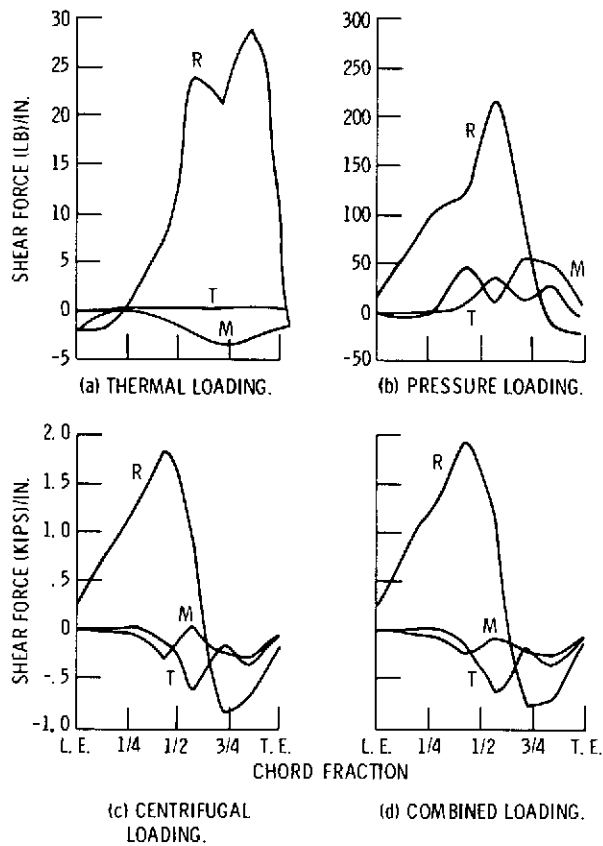 SHEAR FORCE (LB)/IN.
30
25
20
15
10
5
0
-5
R
T
M
(a) THERMAL LOADING.
300
250
200
150
100
50
0
-50
R
M
T
(b) PRESSURE LOADING.
SHEAR FORCE (KIPS)/IN.
2.0
1.5
1.0
.5
0
-.5
-1.0
R
M
T
L. E. 1/4 1/2 3/4 T. E.
R
M
T
L. E. 1/4 1/2 3/4 T. E.
CHORD FRACTION
(c) CENTRIFUGAL
LOADING.
(d) COMBINED LOADING.